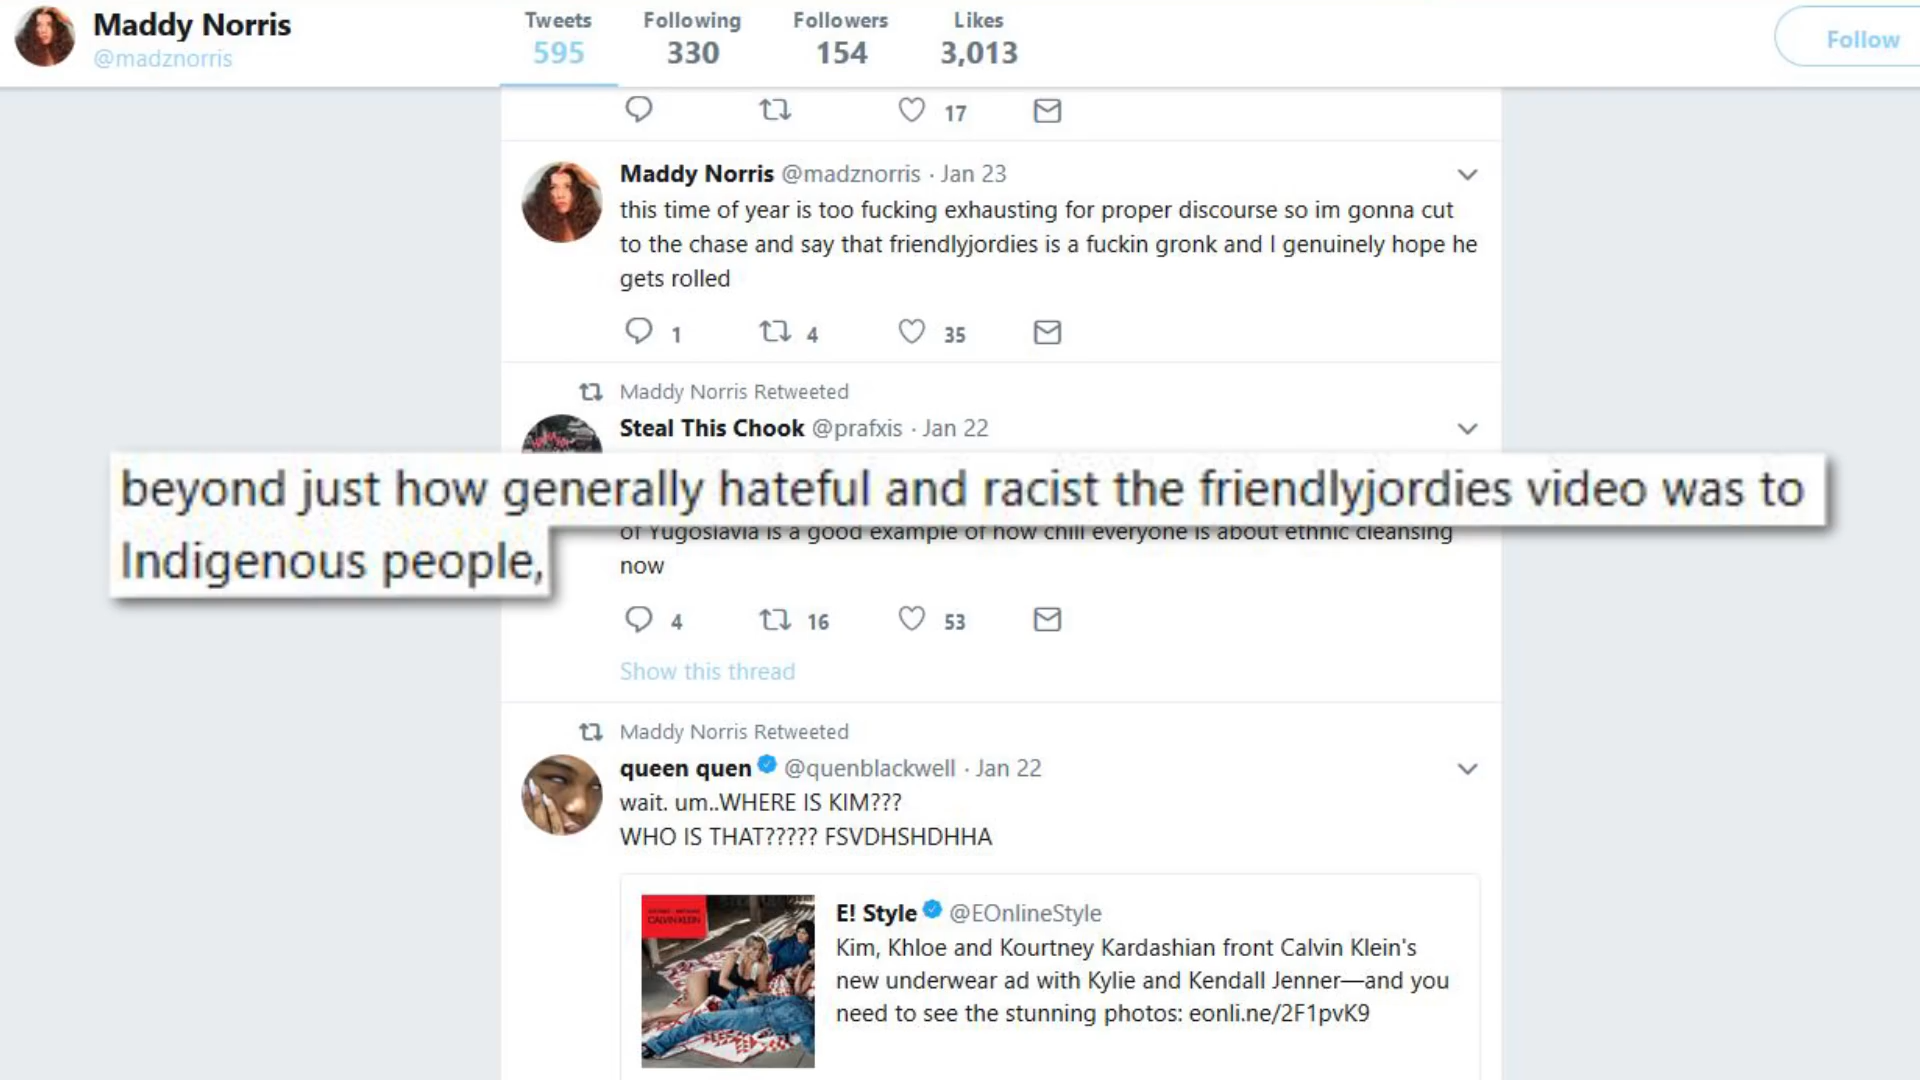 Maddy Norris
@madznorris
Tweets
595
Following
330
Followers
154
Likes
3,013
Follow
17
Maddy Norris @madznorris · Jan 23
this time of year is too fucking exhausting for proper discourse so im gonna cut
to the chase and say that friendlyjordies is a fuckin gronk and I genuinely hope he
gets rolled
1 4 35
Maddy Norris Retweeted
Steal This Chook @prafxis · Jan 22
beyond just how generally hateful and racist the friendlyjordies video was to
Indigenous people,
of Yugoslavia is a good example of how chill everyone is about ethnic cleansing
now
4 16 53
Show this thread
Maddy Norris Retweeted
queen quen @quenblackwell · Jan 22
wait. um..WHERE IS KIM???
WHO IS THAT????? FSVDHSHDHHA
CALVIN KLEIN
E! Style @EOnlineStyle
Kim, Khloe and Kourtney Kardashian front Calvin Klein's
new underwear ad with Kylie and Kendall Jenner—and you
need to see the stunning photos: eonli.ne/2F1pvK9